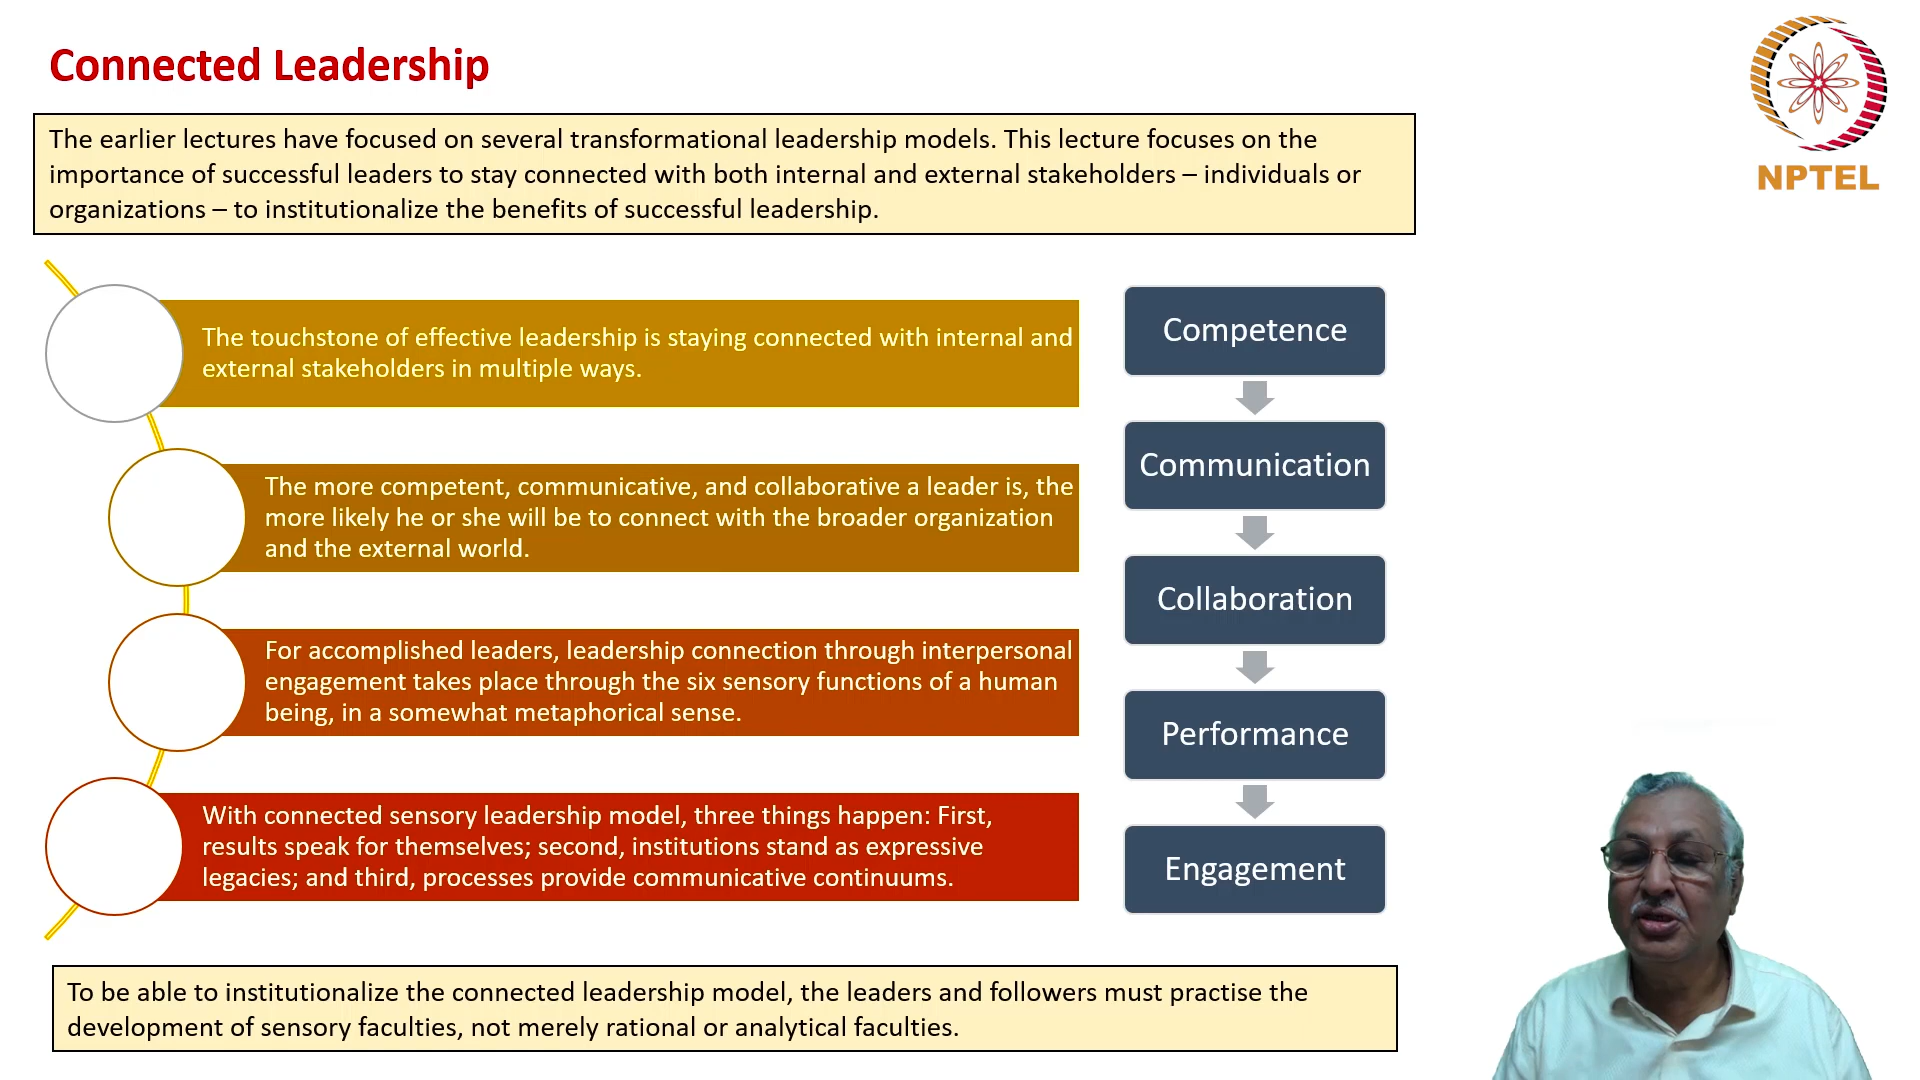 Connected Leadership
NPTEL
The earlier lectures have focused on several transformational leadership models. This lecture focuses on the
importance of successful leaders to stay connected with both internal and external stakeholders – individuals or
organizations – to institutionalize the benefits of successful leadership.
The touchstone of effective leadership is staying connected with internal and
external stakeholders in multiple ways.
The more competent, communicative, and collaborative a leader is, the
more likely he or she will be to connect with the broader organization
and the external world.
For accomplished leaders, leadership connection through interpersonal
engagement takes place through the six sensory functions of a human
being, in a somewhat metaphorical sense.
With connected sensory leadership model, three things happen: First,
results speak for themselves; second, institutions stand as expressive
legacies; and third, processes provide communicative continuums.
Competence
Communication
Collaboration
Performance
Engagement
To be able to institutionalize the connected leadership model, the leaders and followers must practise the
development of sensory faculties, not merely rational or analytical faculties.